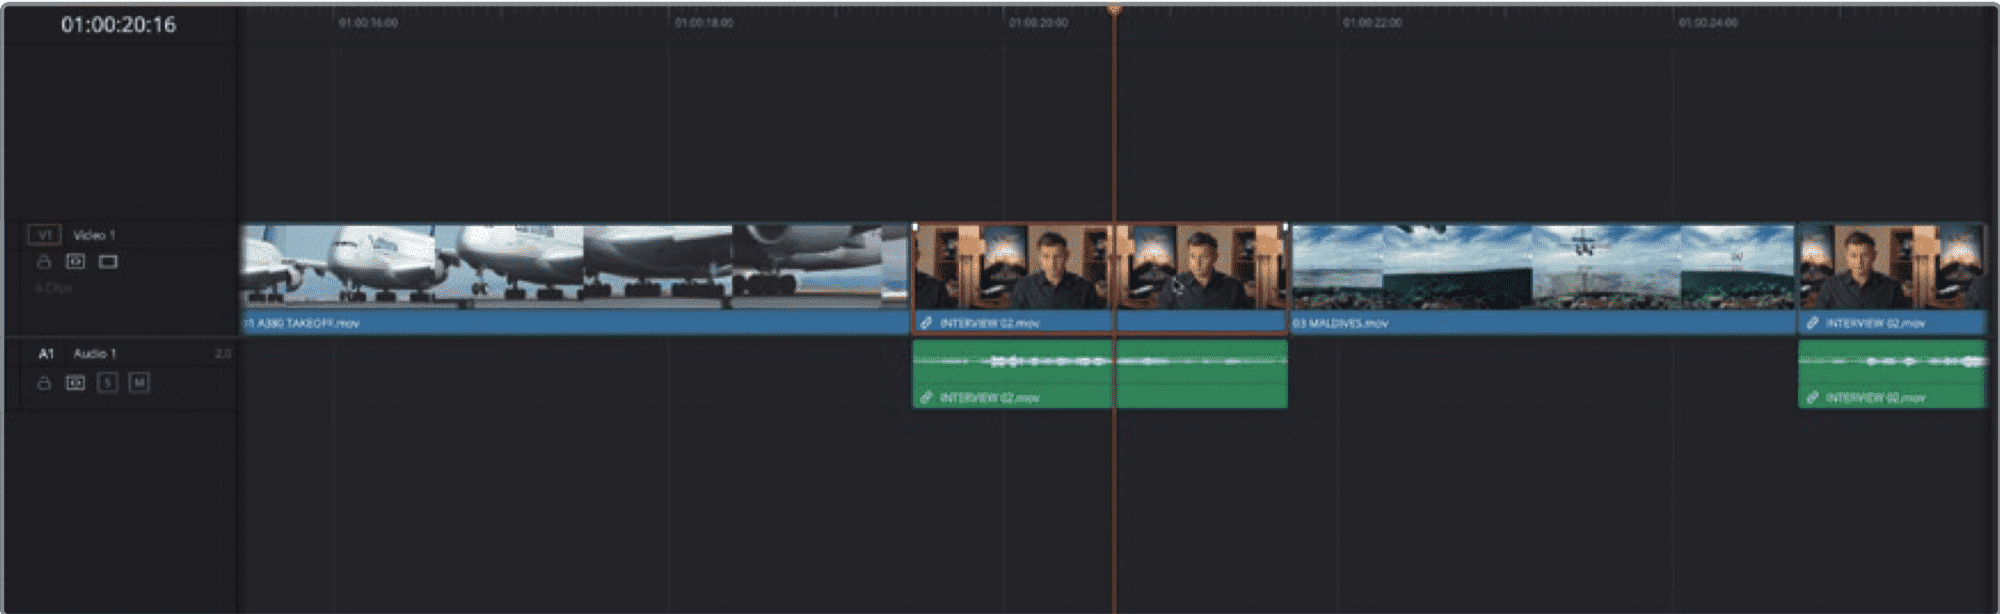 01:00:20:16
01:00:16:00
01:00:18:00
01:00:20:00
01:00:22:00
01:00:24:00
V1 Video 1
6 Clips
01 A380 TAKEOFF.mov
INTERVIEW 02.mov
03 MALDIVES.mov
INTERVIEW 02.mov
A1 Audio 1 2.0
S M
INTERVIEW 02.mov
INTERVIEW 02.mov